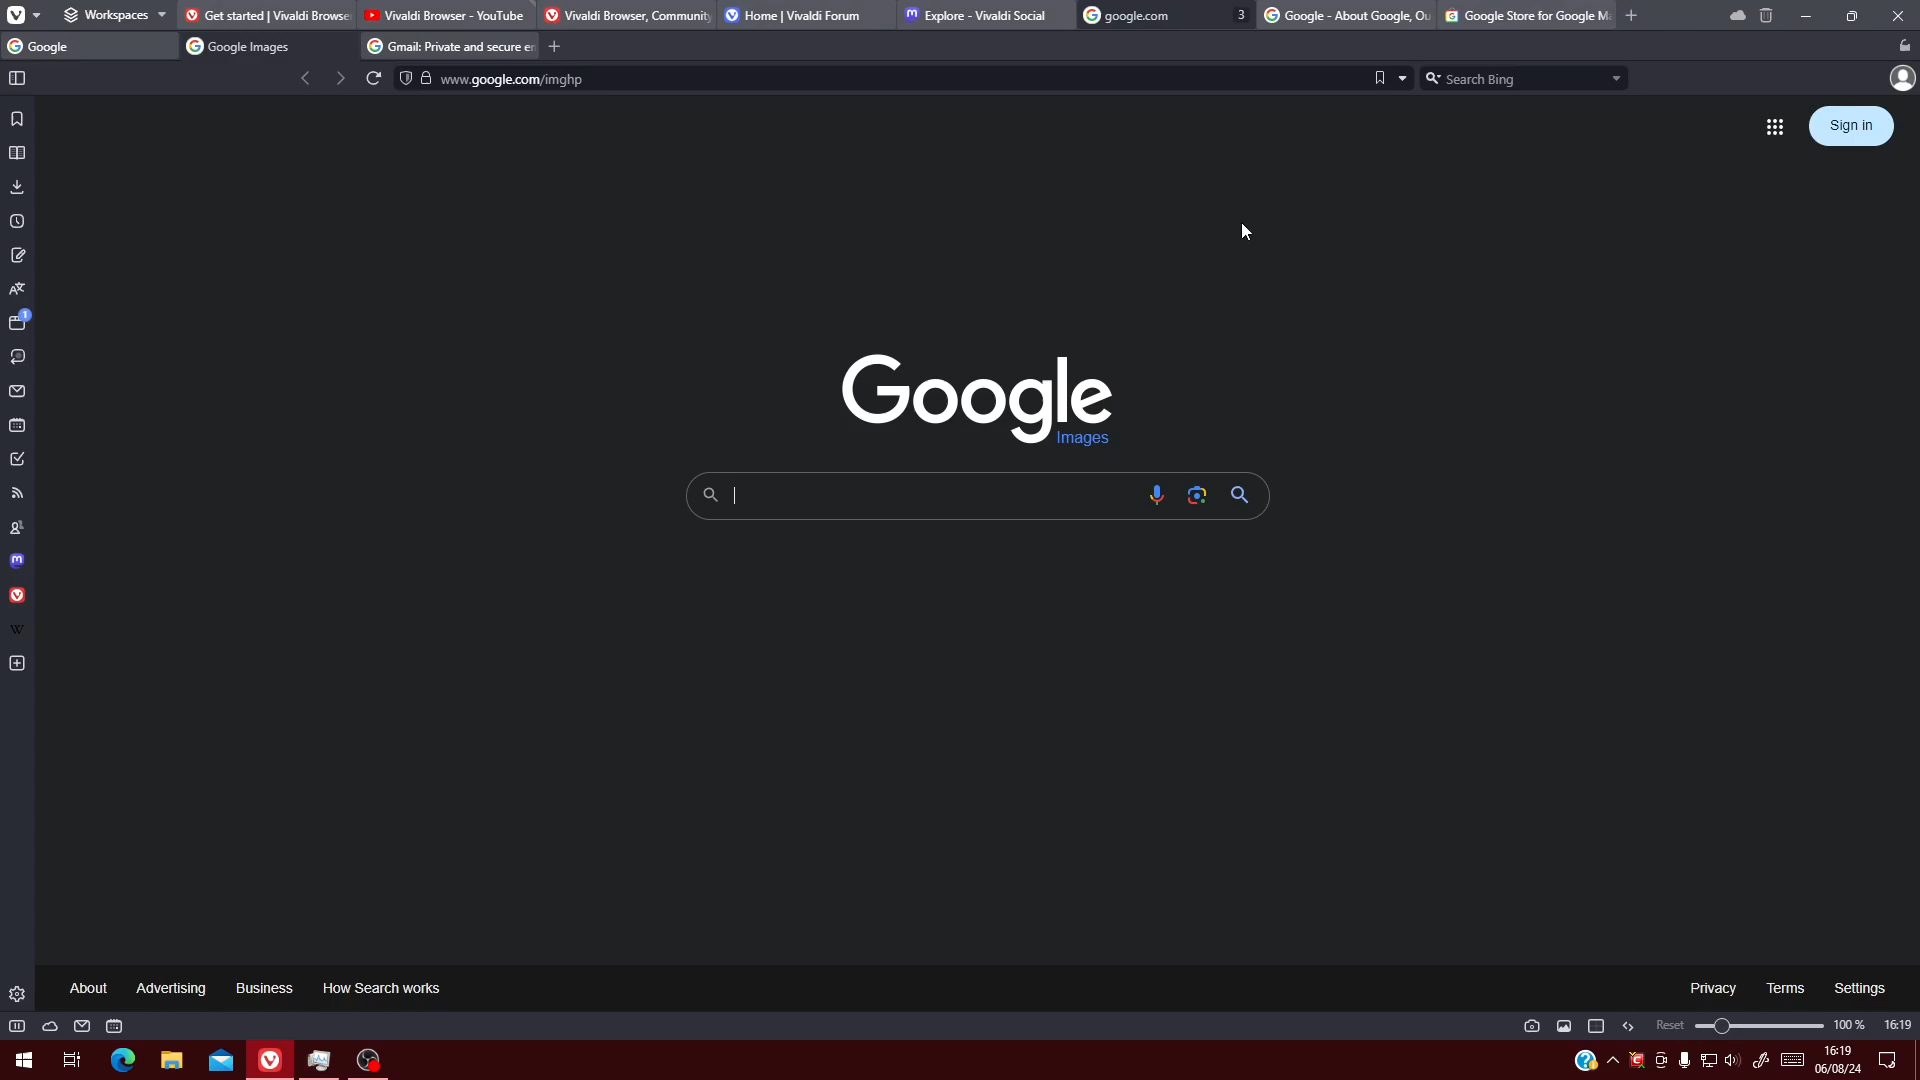 Workspaces
Get started | Vivaldi Browse
Vivaldi Browser - YouTube
Vivaldi Browser, Community
Home | Vivaldi Forum
Explore - Vivaldi Social
google.com
3
Google - About Google, Ou
Google Store for Google Ma
Google
Google Images
Gmail: Private and secure em
www.google.com/imghp
Search Bing
1
Sign in
Google
Images
About
Advertising
Business
How Search works
Privacy
Terms
Settings
Reset
100 %
16:19
16:19
06/08/24